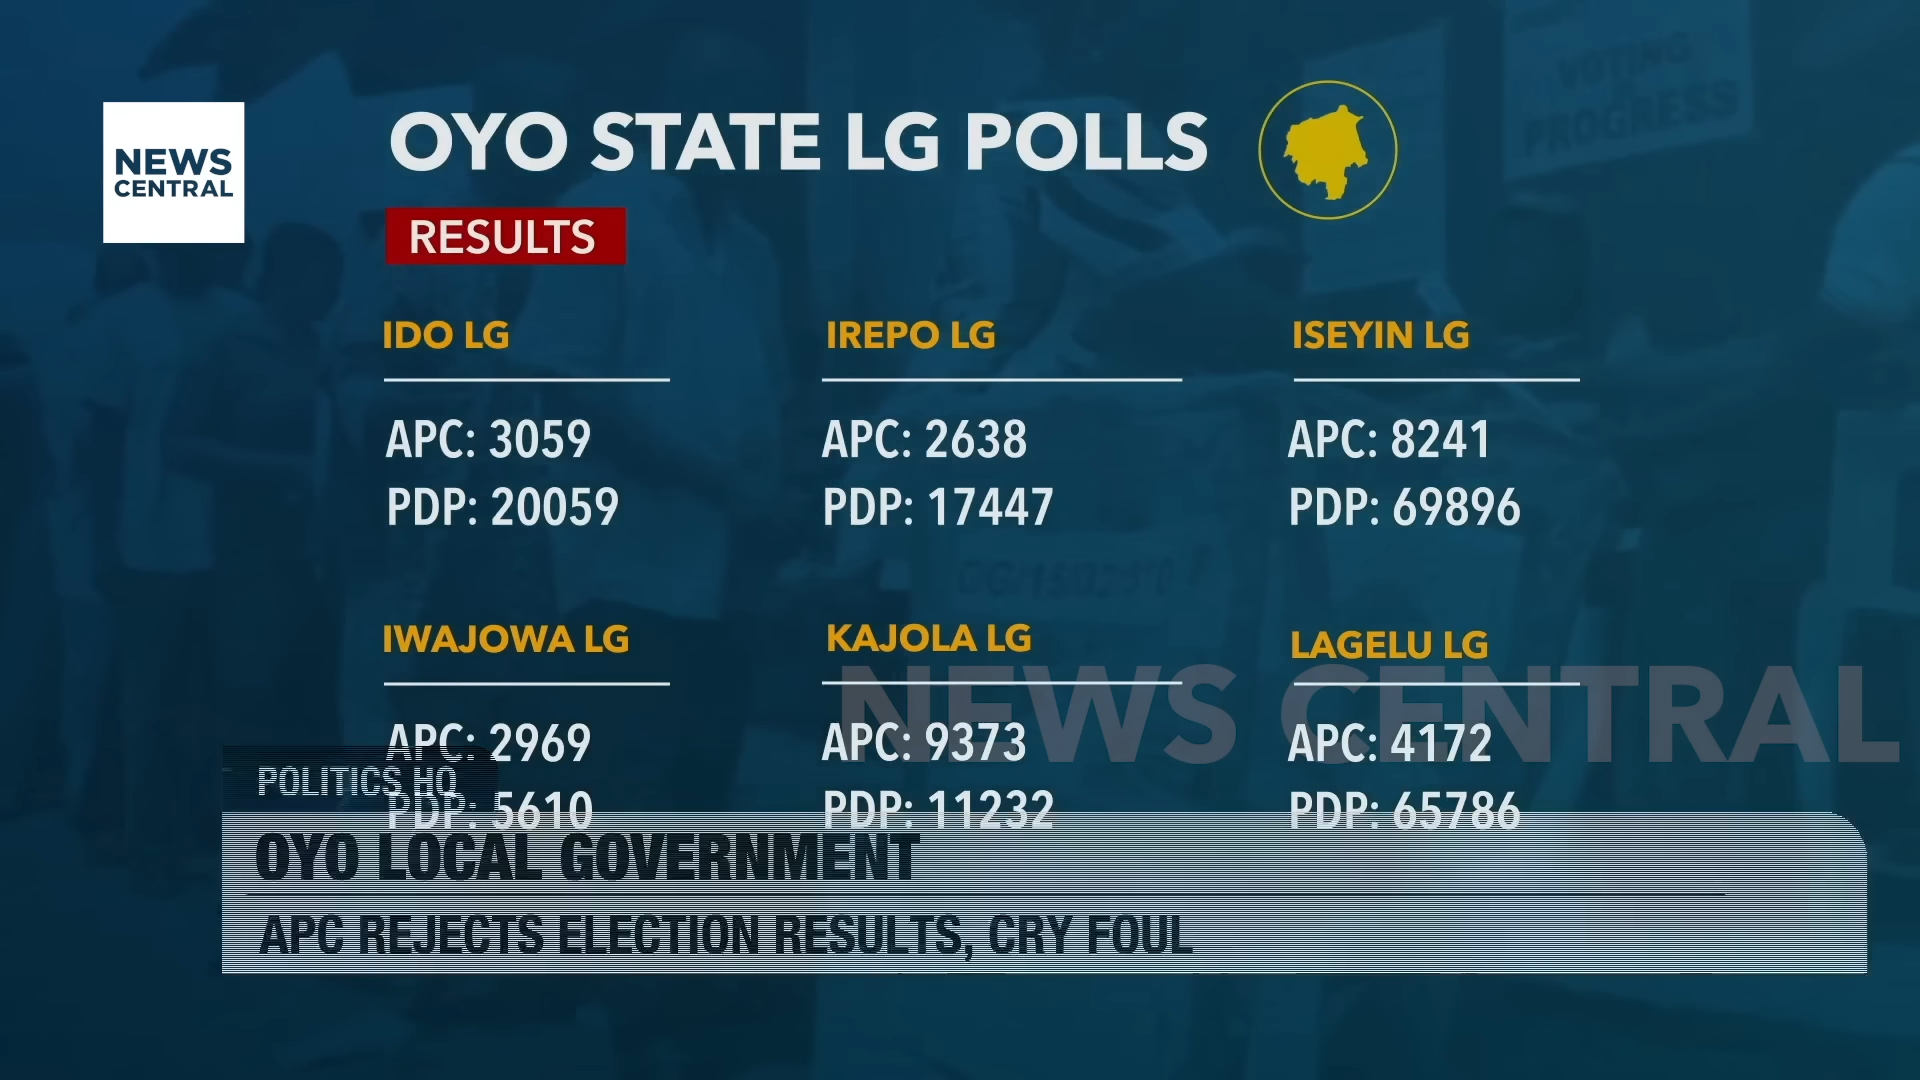 NEWS
CENTRAL
OYO STATE LG POLLS
RESULTS
VOTING
PROGRESS
IDO LG
APC: 3059
PDP: 20059
IREPO LG
APC: 2638
PDP: 17447
ISEYIN LG
APC: 8241
PDP: 69896
IWAJOWA LG
APC: 2969
PDP: 5610
KAJOLA LG
APC: 9373
PDP: 11232
LAGELU LG
APC: 4172
PDP: 65786
NEWS CENTRAL
POLITICS HQ
OYO LOCAL GOVERNMENT
APC REJECTS ELECTION RESULTS, CRY FOUL